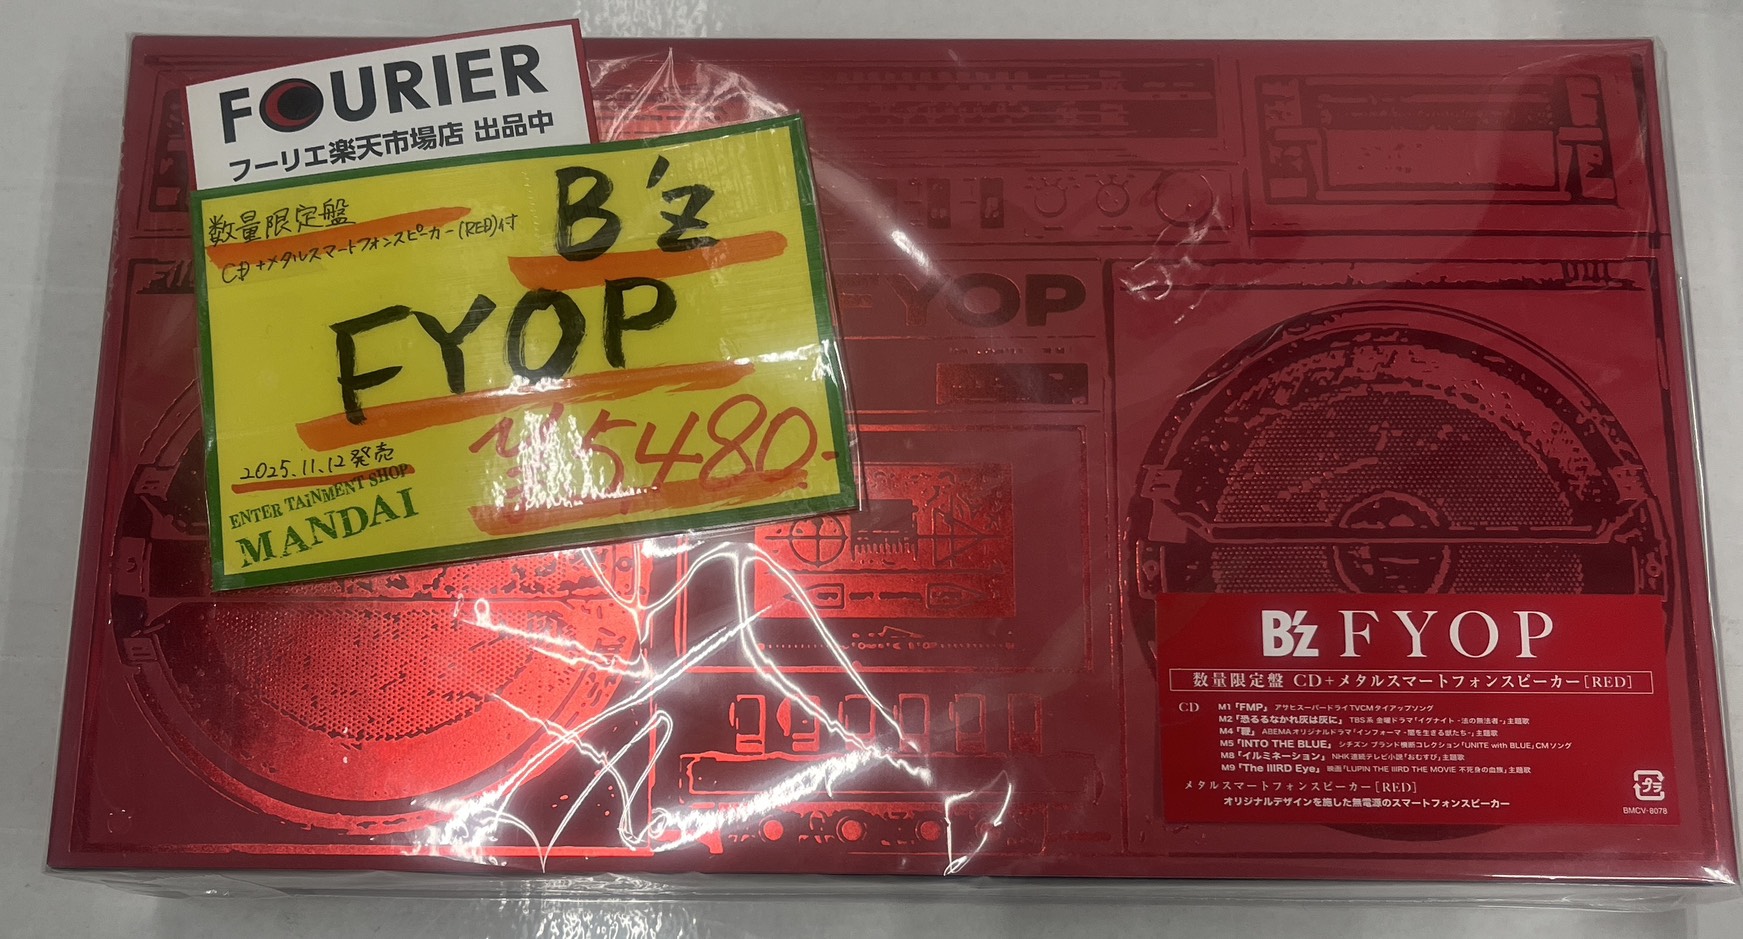 FOURIER
フーリエ楽天市場店 出品中
数量限定盤
CD+メタルスマートフォンスピーカー(RED)付
B'z
FYOP
¥5480-
2025.11.12発売
ENTERTAiNMENT SHOP
MANDAI
FYOP
B'z FYOP
数量限定盤 CD+メタルスマートフォンスピーカー[RED]
CD
M1「FMP」 アサヒスーパードライTVCMタイアップソング
M2「恐るるなかれ灰は灰に」 TBS系 金曜ドラマ「イグナイト -法の無法者-」主題歌
M4「鞭」 ABEMAオリジナルドラマ「インフォーマ -闇を生きる獣たち-」主題歌
M5「INTO THE BLUE」 シチズン ブランド横断コレクション「UNITE with BLUE」CMソング
M8「イルミネーション」 NHK連続テレビ小説「おむすび」主題歌
M9「The IIIRD Eye」 映画「LUPIN THE IIIRD THE MOVIE 不死身の血族」主題歌
メタルスマートフォンスピーカー[RED]
オリジナルデザインを施した無電源のスマートフォンスピーカー
プラ
BMCV-8078